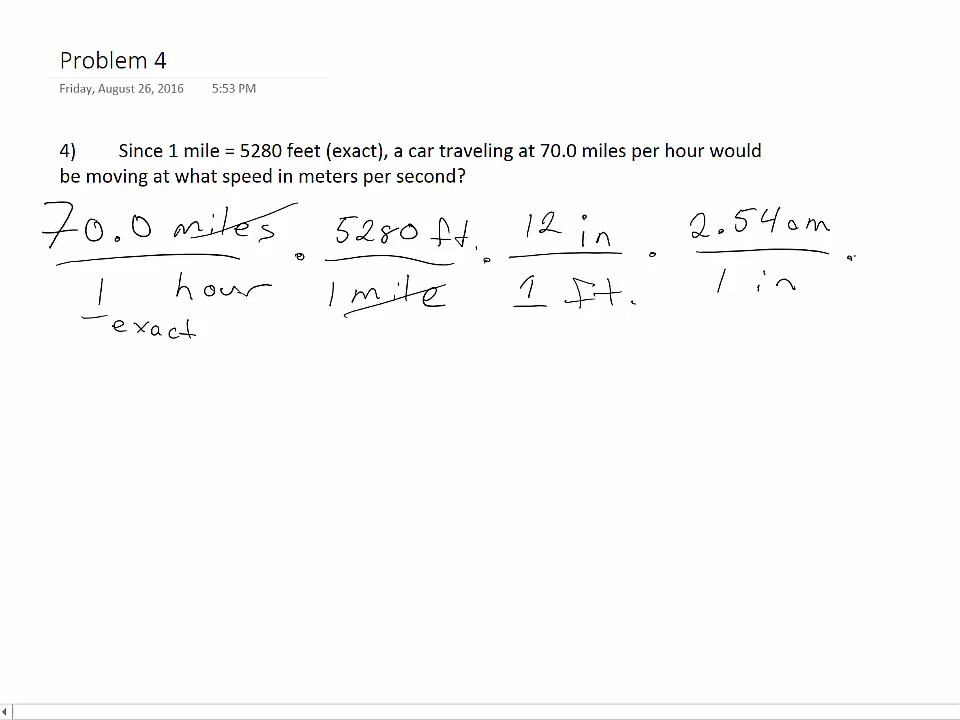 Problem 4
Friday, August 26, 2016 5:53 PM
4) Since 1 mile = 5280 feet (exact), a car traveling at 70.0 miles per hour would
be moving at what speed in meters per second?
70.0 miles · 5280 ft. · 12 in · 2.54 cm ·
1 hour 1 mile 1 ft. 1 in
exact